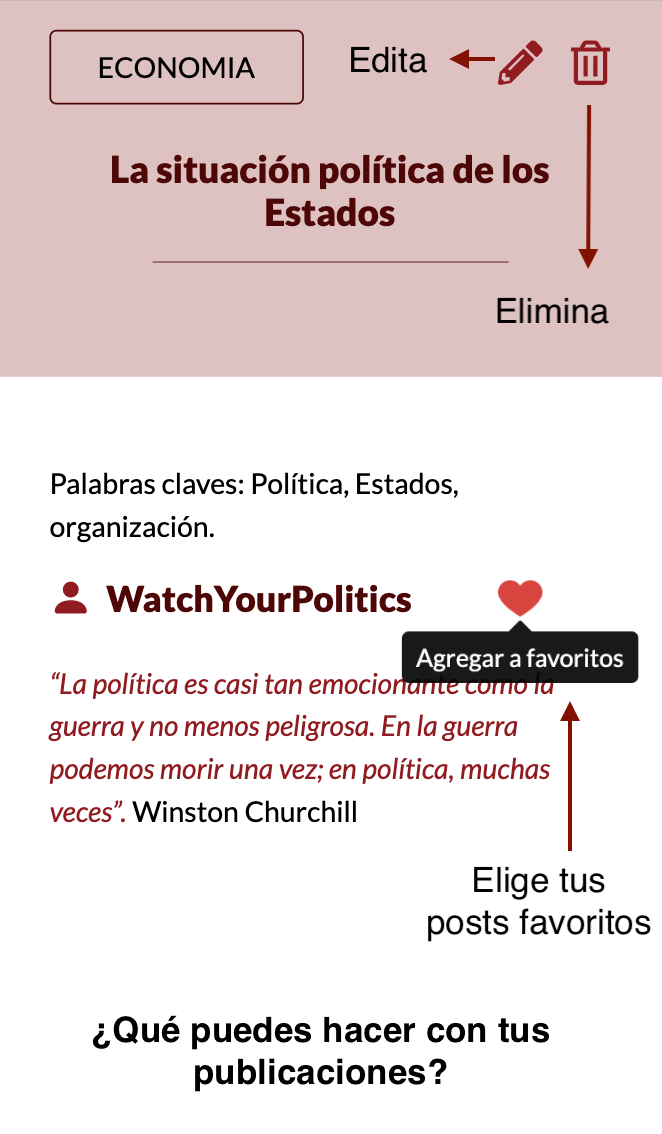 ECONOMIA
Edita
La situación política de los
Estados
Elimina
Palabras claves: Política, Estados,
organización.
WatchYourPolitics
Agregar a favoritos
“La política es casi tan emocionante como la
guerra y no menos peligrosa. En la guerra
podemos morir una vez; en política, muchas
veces”. Winston Churchill
Elige tus
posts favoritos
¿Qué puedes hacer con tus
publicaciones?